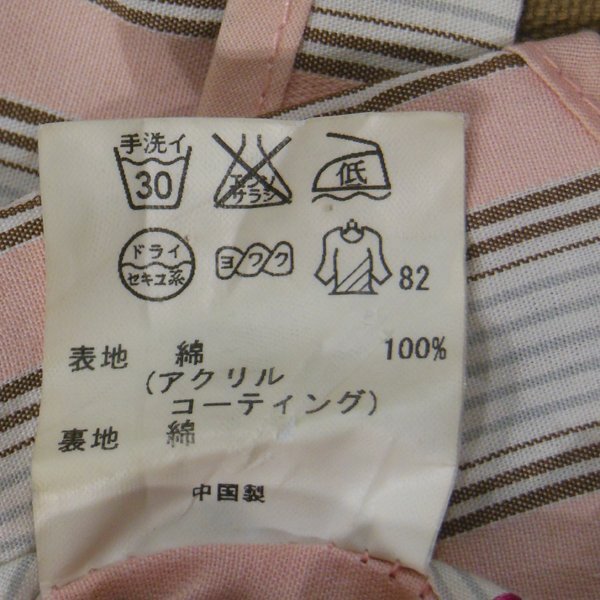 手洗イ
30
エンソ
サラシ
低
ドライ
セキユ系
ヨワク
82
表地 綿 100%
(アクリル
コーティング)
裏地 綿
中国製